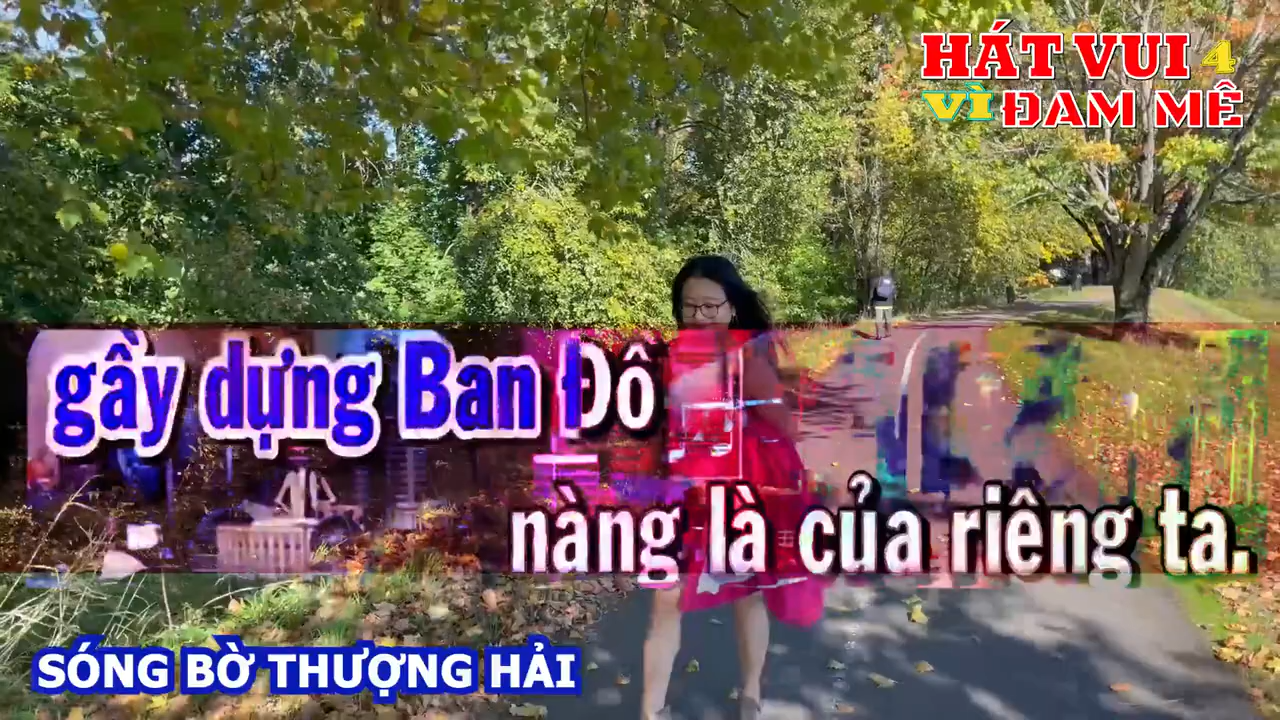 HÁT VUI 4
VÌ ĐAM MÊ
gầy dựng Ban Đô
nàng là của riêng ta.
SÓNG BỜ THƯỢNG HẢI